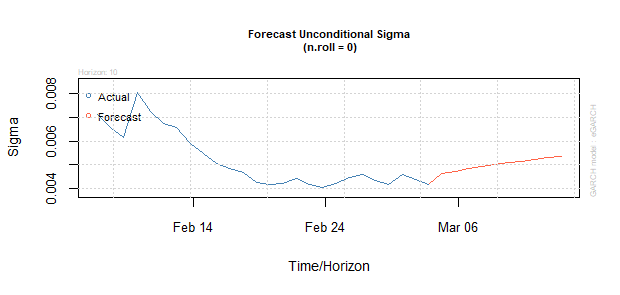 Forecast Unconditional Sigma
(n.roll = 0)
Horizon: 10
Actual
Forecast
0.008
0.006
0.004
Sigma
Feb 14
Feb 24
Mar 06
Time/Horizon
GARCH model : eGARCH